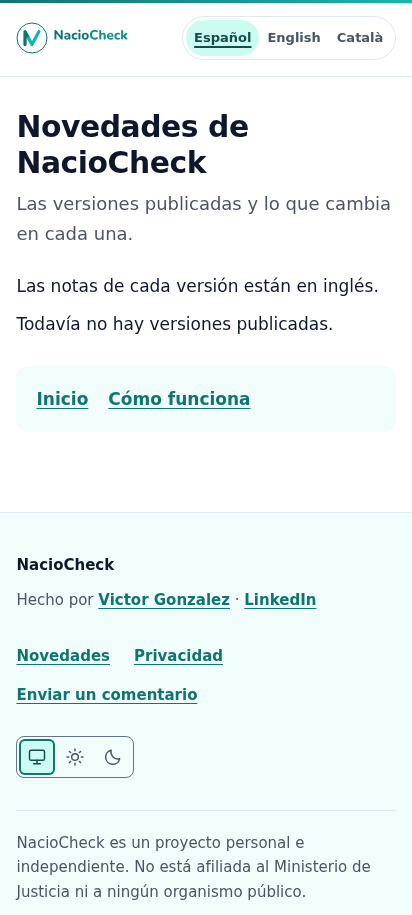 NacioCheck
Español English Català
Novedades de
NacioCheck
Las versiones publicadas y lo que cambia
en cada una.
Las notas de cada versión están en inglés.
Todavía no hay versiones publicadas.
Inicio Cómo funciona
NacioCheck
Hecho por Victor Gonzalez · LinkedIn
Novedades Privacidad
Enviar un comentario
NacioCheck es un proyecto personal e
independiente. No está afiliada al Ministerio de
Justicia ni a ningún organismo público.